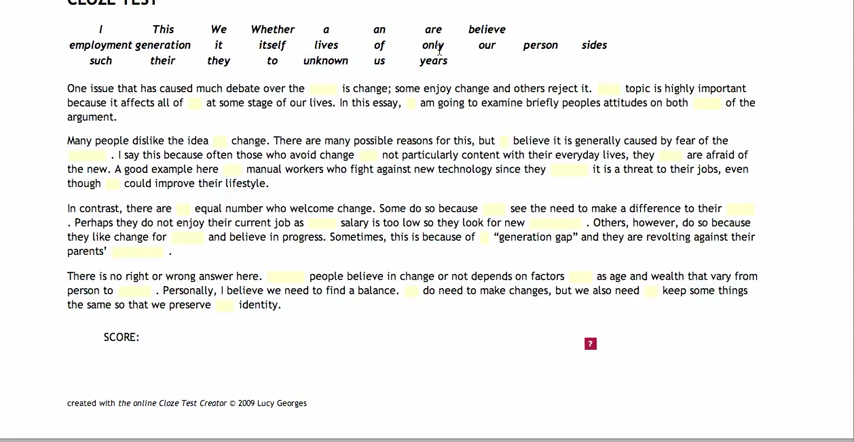 CLOZE TEST
I This We Whether a an are believe
employment generation it itself lives of only our person sides
such their they to unknown us years
One issue that has caused much debate over the is change; some enjoy change and others reject it. topic is highly important
because it affects all of at some stage of our lives. In this essay, am going to examine briefly peoples attitudes on both of the
argument.
Many people dislike the idea change. There are many possible reasons for this, but believe it is generally caused by fear of the
. I say this because often those who avoid change not particularly content with their everyday lives, they are afraid of
the new. A good example here manual workers who fight against new technology since they it is a threat to their jobs, even
though could improve their lifestyle.
In contrast, there are equal number who welcome change. Some do so because see the need to make a difference to their
. Perhaps they do not enjoy their current job as salary is too low so they look for new . Others, however, do so because
they like change for and believe in progress. Sometimes, this is because of "generation gap" and they are revolting against their
parents' .
There is no right or wrong answer here. people believe in change or not depends on factors as age and wealth that vary from
person to . Personally, I believe we need to find a balance. do need to make changes, but we also need keep some things
the same so that we preserve identity.
SCORE:
?
created with the online Cloze Test Creator © 2009 Lucy Georges